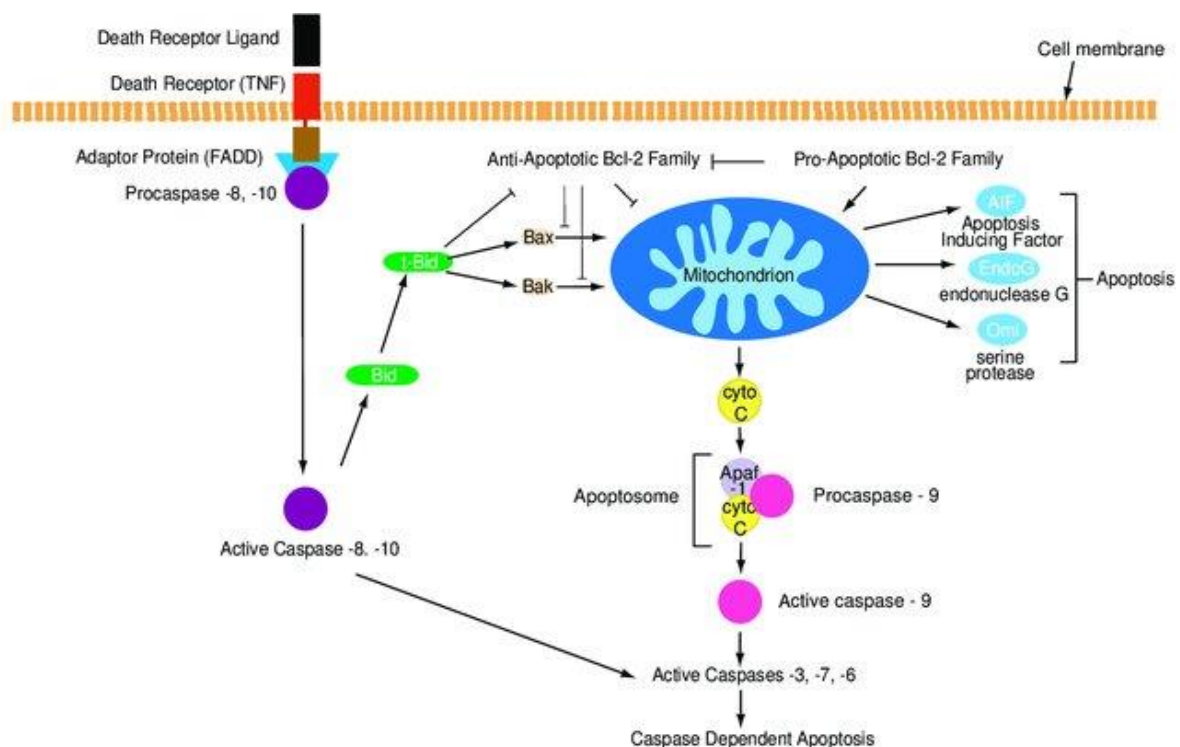 Death Receptor Ligand
Death Receptor (TNF)
Cell membrane
Adaptor Protein (FADD)
Procaspase -8, -10
Anti-Apoptotic Bcl-2 Family
Pro-Apoptotic Bcl-2 Family
t-Bid
Bax
Bak
Mitochondrion
AIF
Apoptosis
Inducing Factor
EndoG
endonuclease G
Omi
serine
protease
Apoptosis
Bid
cyto
C
Apoptosome
Apaf
-1
cyto
C
Procaspase - 9
Active Caspase -8, -10
Active caspase - 9
Active Caspases -3, -7, -6
Caspase Dependent Apoptosis